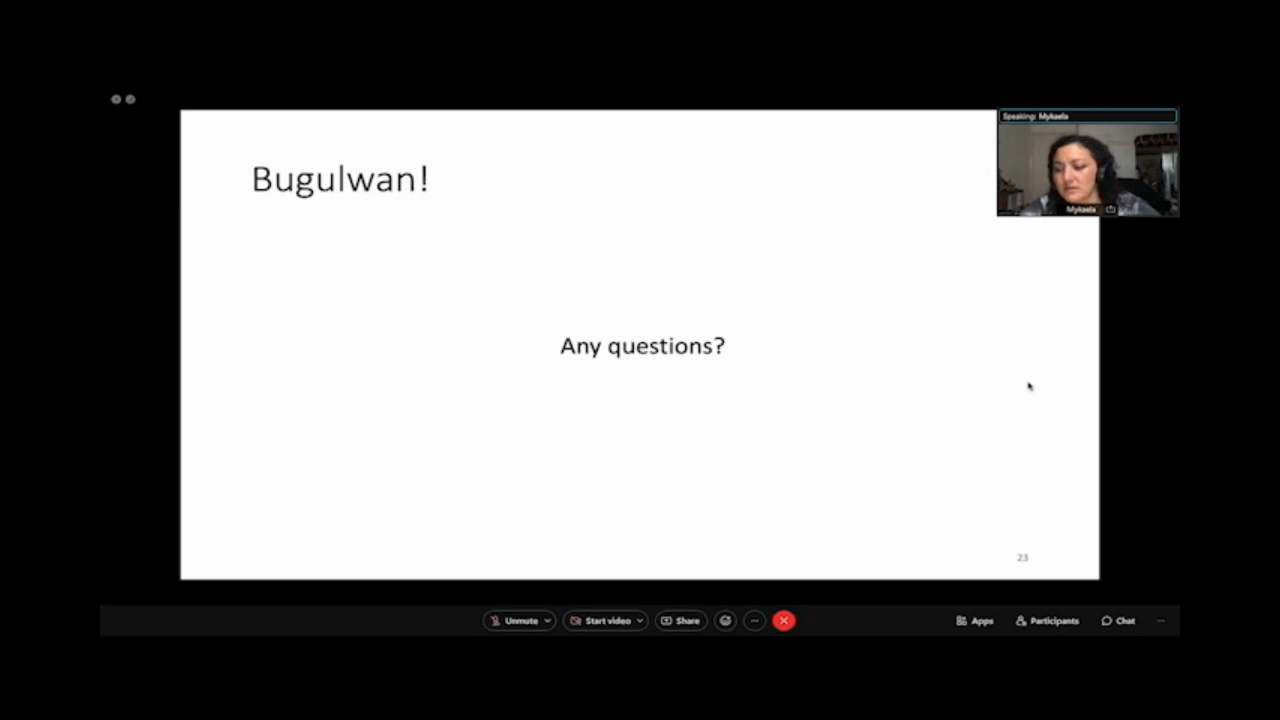 Speaking: Mykaela
Bugulwan!
Mykaela
Any questions?
23
Unmute
Start video
Share
Apps
Participants
Chat